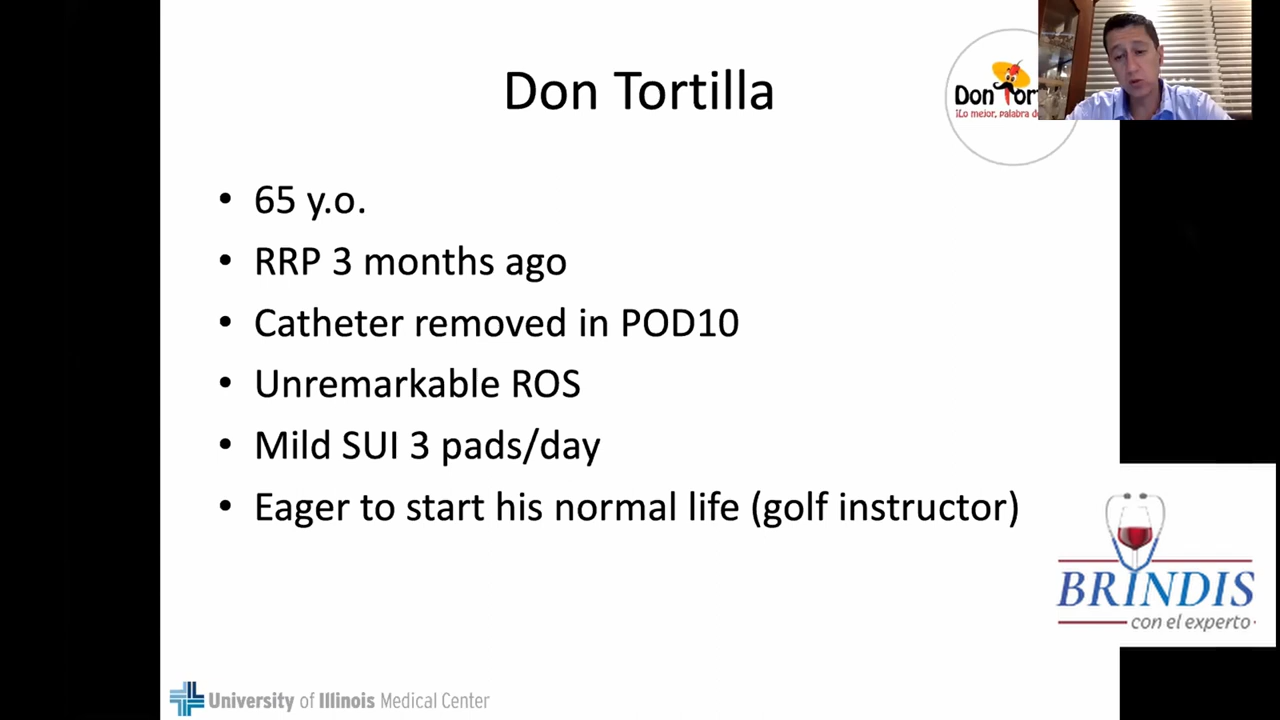 Don Tortilla
Don Tor
¡Lo mejor, palabra de
• 65 y.o.
• RRP 3 months ago
• Catheter removed in POD10
• Unremarkable ROS
• Mild SUI 3 pads/day
• Eager to start his normal life (golf instructor)
BRINDIS
con el experto
University of Illinois Medical Center